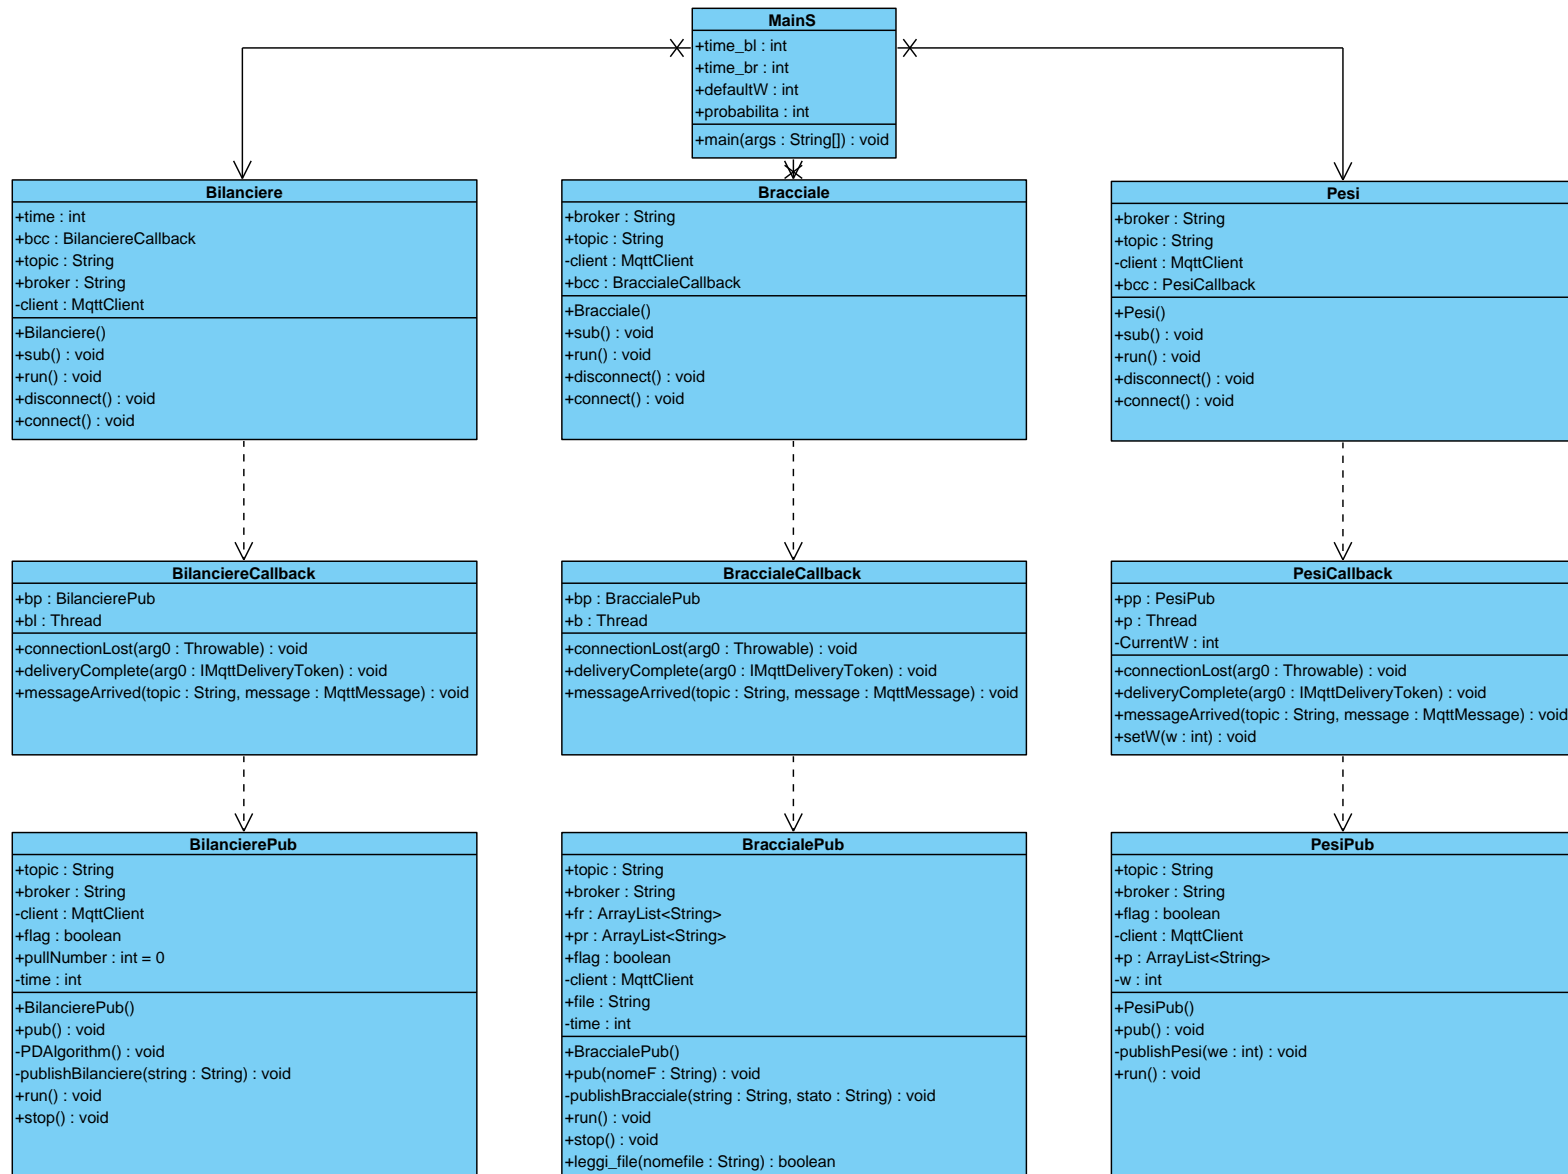 MainS
+time_bl : int
+time_br : int
+defaultW : int
+probabilita : int
+main(args : String[]) : void
Bilanciere
+time : int
+bcc : BilanciereCallback
+topic : String
+broker : String
-client : MqttClient
+Bilanciere()
+sub() : void
+run() : void
+disconnect() : void
+connect() : void
Bracciale
+broker : String
+topic : String
-client : MqttClient
+bcc : BraccialeCallback
+Bracciale()
+sub() : void
+run() : void
+disconnect() : void
+connect() : void
Pesi
+broker : String
+topic : String
-client : MqttClient
+bcc : PesiCallback
+Pesi()
+sub() : void
+run() : void
+disconnect() : void
+connect() : void
BilanciereCallback
+bp : BilancierePub
+bl : Thread
+connectionLost(arg0 : Throwable) : void
+deliveryComplete(arg0 : IMqttDeliveryToken) : void
+messageArrived(topic : String, message : MqttMessage) : void
BraccialeCallback
+bp : BraccialePub
+b : Thread
+connectionLost(arg0 : Throwable) : void
+deliveryComplete(arg0 : IMqttDeliveryToken) : void
+messageArrived(topic : String, message : MqttMessage) : void
PesiCallback
+pp : PesiPub
+p : Thread
-CurrentW : int
+connectionLost(arg0 : Throwable) : void
+deliveryComplete(arg0 : IMqttDeliveryToken) : void
+messageArrived(topic : String, message : MqttMessage) : void
+setW(w : int) : void
BilancierePub
+topic : String
+broker : String
-client : MqttClient
+flag : boolean
+pullNumber : int = 0
-time : int
+BilancierePub()
+pub() : void
-PDAlgorithm() : void
-publishBilanciere(string : String) : void
+run() : void
+stop() : void
BraccialePub
+topic : String
+broker : String
+fr : ArrayList<String>
+pr : ArrayList<String>
+flag : boolean
-client : MqttClient
+file : String
-time : int
+BraccialePub()
+pub(nomeF : String) : void
-publishBracciale(string : String, stato : String) : void
+run() : void
+stop() : void
+leggi_file(nomefile : String) : boolean
PesiPub
+topic : String
+broker : String
+flag : boolean
-client : MqttClient
+p : ArrayList<String>
-w : int
+PesiPub()
+pub() : void
-publishPesi(we : int) : void
+run() : void